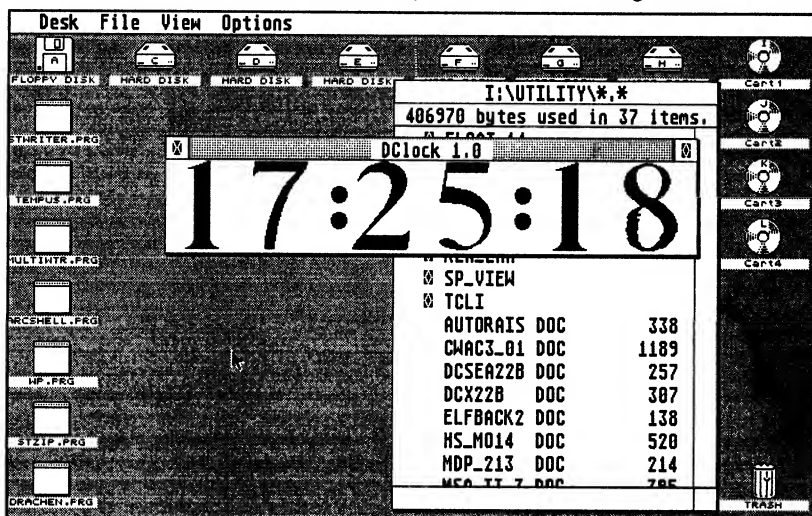 Desk File View Options
A C D E F G H I
FLOPPY DISK HARD DISK HARD DISK HARD DISK Cart1
I:\UTILITY\*.*
406970 bytes used in 37 items.
STWRITER.PRG
J
Cart2
DClock 1.0
17:25:18
TEMPUS.PRG
K
Cart3
MULTIWTR.PRG
L
Cart4
SP_VIEW
TCLI
ARCSHELL.PRG
AUTORAIS DOC 338
CWAC3_01 DOC 1189
DCSEA22B DOC 257
WP.PRG
DCX22B DOC 307
ELFBACK2 DOC 138
STZIP.PRG
HS_MO14 DOC 520
MDP_213 DOC 214
DRACHEN.PRG
TRASH